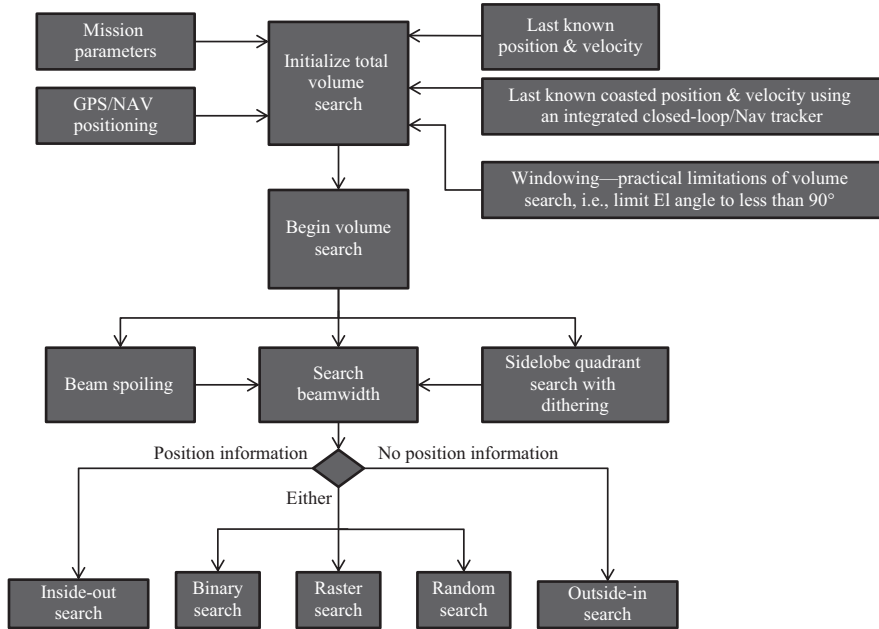 Mission
parameters
GPS/NAV
positioning
Initialize total
volume
search
Last known
position & velocity
Last known coasted position & velocity using
an integrated closed-loop/Nav tracker
Windowing—practical limitations of volume
search, i.e., limit El angle to less than 90°
Begin volume
search
Beam spoiling
Search
beamwidth
Sidelobe quadrant
search with
dithering
Position information
No position information
Either
Inside-out
search
Binary
search
Raster
search
Random
search
Outside-in
search